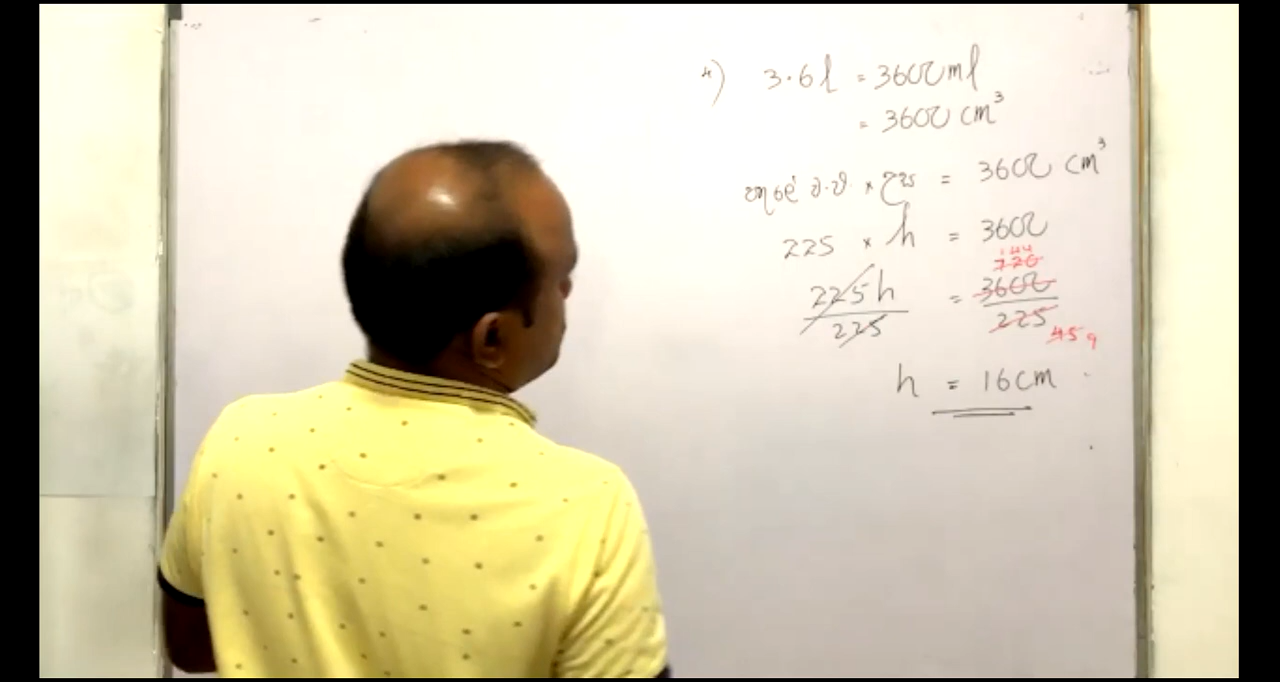 4) 3.6l = 3600ml
= 3600 cm³
× උස = 3600 cm³
225 × h = 3600
144
720
225h/225 = 3600/225
45 9
h = 16cm